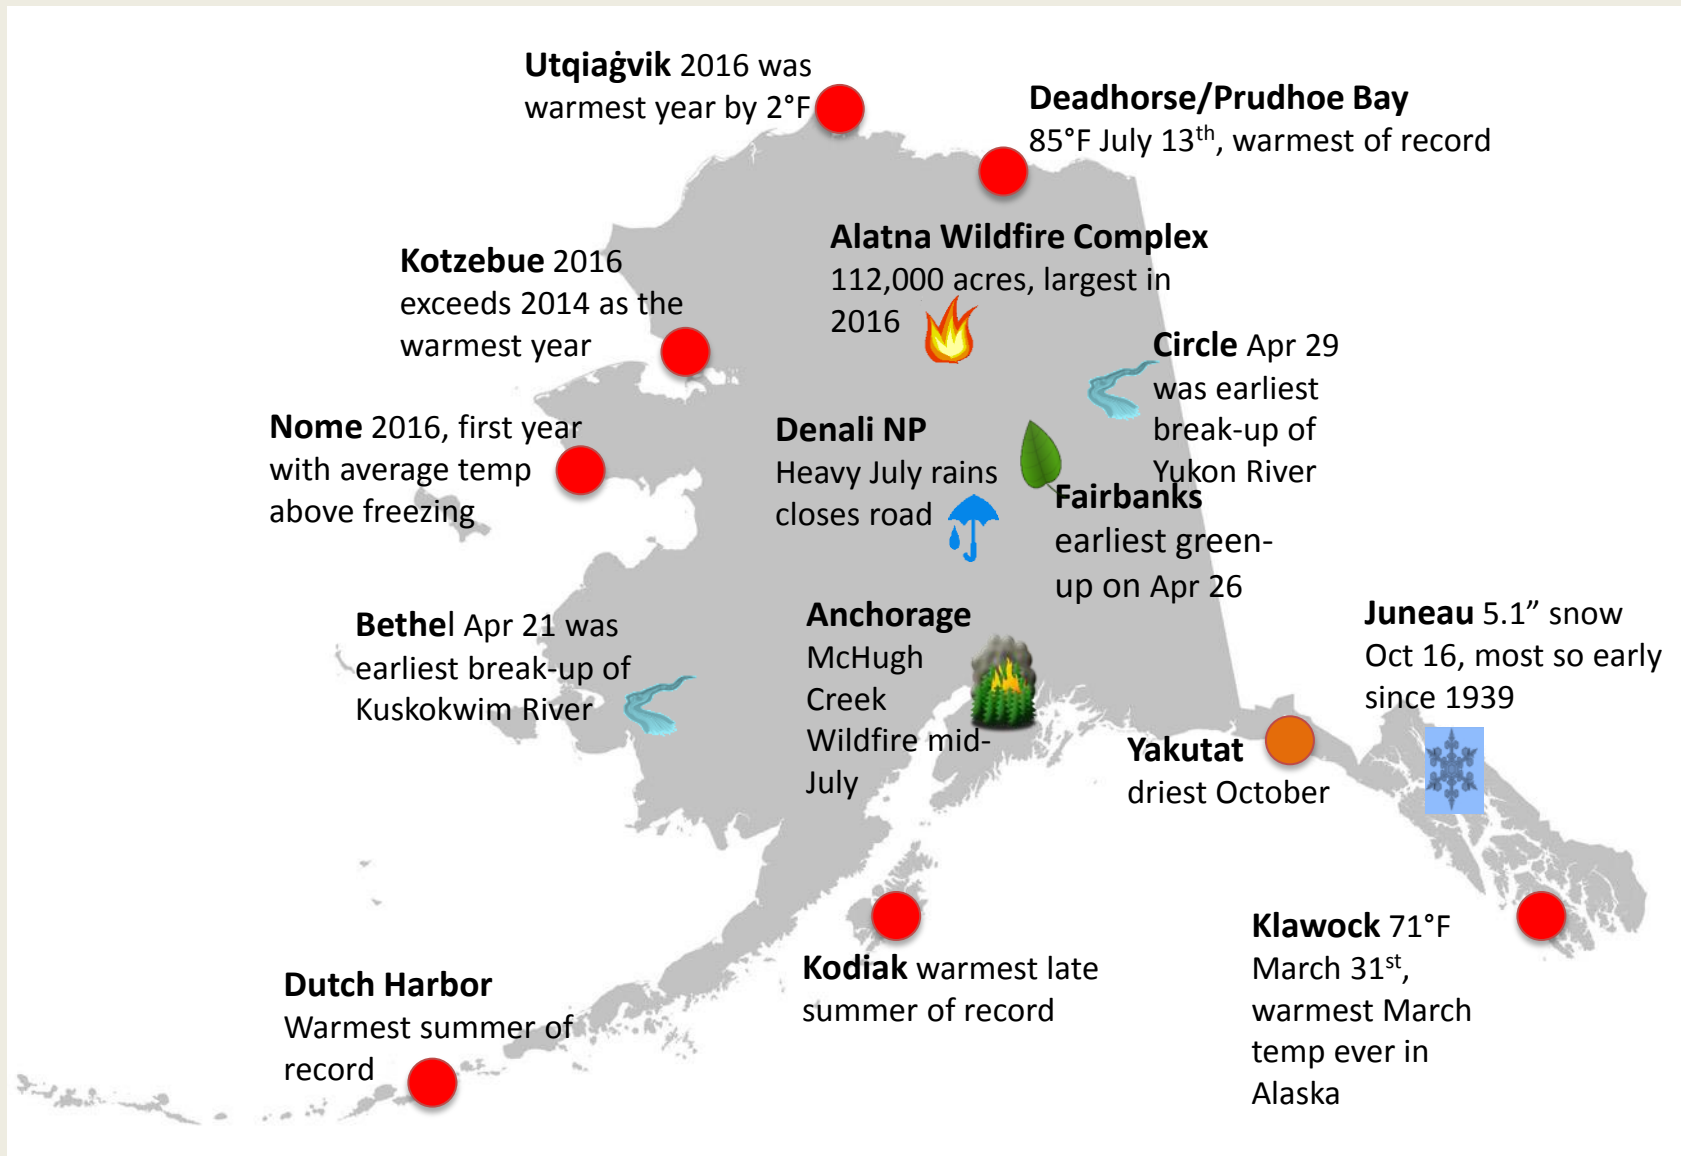 Utqiaġvik 2016 was
warmest year by 2°F
Deadhorse/Prudhoe Bay
85°F July 13th, warmest of record
Alatna Wildfire Complex
112,000 acres, largest in
2016
Kotzebue 2016
exceeds 2014 as the
warmest year
Circle Apr 29
was earliest
break-up of
Yukon River
Nome 2016, first year
with average temp
above freezing
Denali NP
Heavy July rains
closes road
Fairbanks
earliest green-
up on Apr 26
Bethel Apr 21 was
earliest break-up of
Kuskokwim River
Anchorage
McHugh
Creek
Wildfire mid-
July
Juneau 5.1” snow
Oct 16, most so early
since 1939
Yakutat
driest October
Kodiak warmest late
summer of record
Klawock 71°F
March 31st,
warmest March
temp ever in
Alaska
Dutch Harbor
Warmest summer of
record